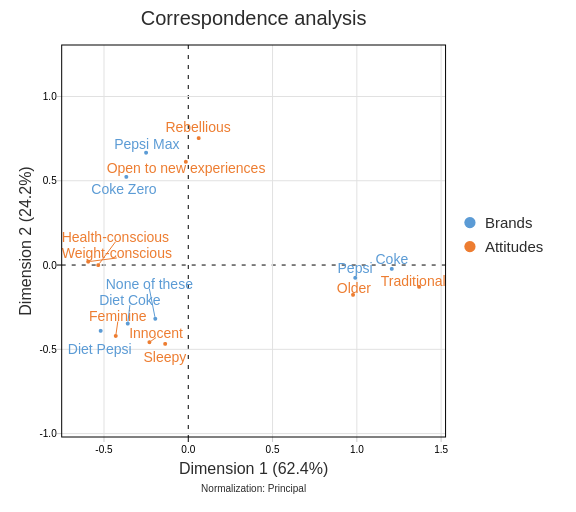 Correspondence analysis
Dimension 2 (24.2%)
1.0
0.5
0.0
-0.5
-1.0
Rebellious
Pepsi Max
Open to new experiences
Coke Zero
Health-conscious
Weight-conscious
Coke
Pepsi
Traditional
Older
None of these
Diet Coke
Feminine
Innocent
Diet Pepsi
Sleepy
Brands
Attitudes
-0.5
0.0
0.5
1.0
1.5
Dimension 1 (62.4%)
Normalization: Principal